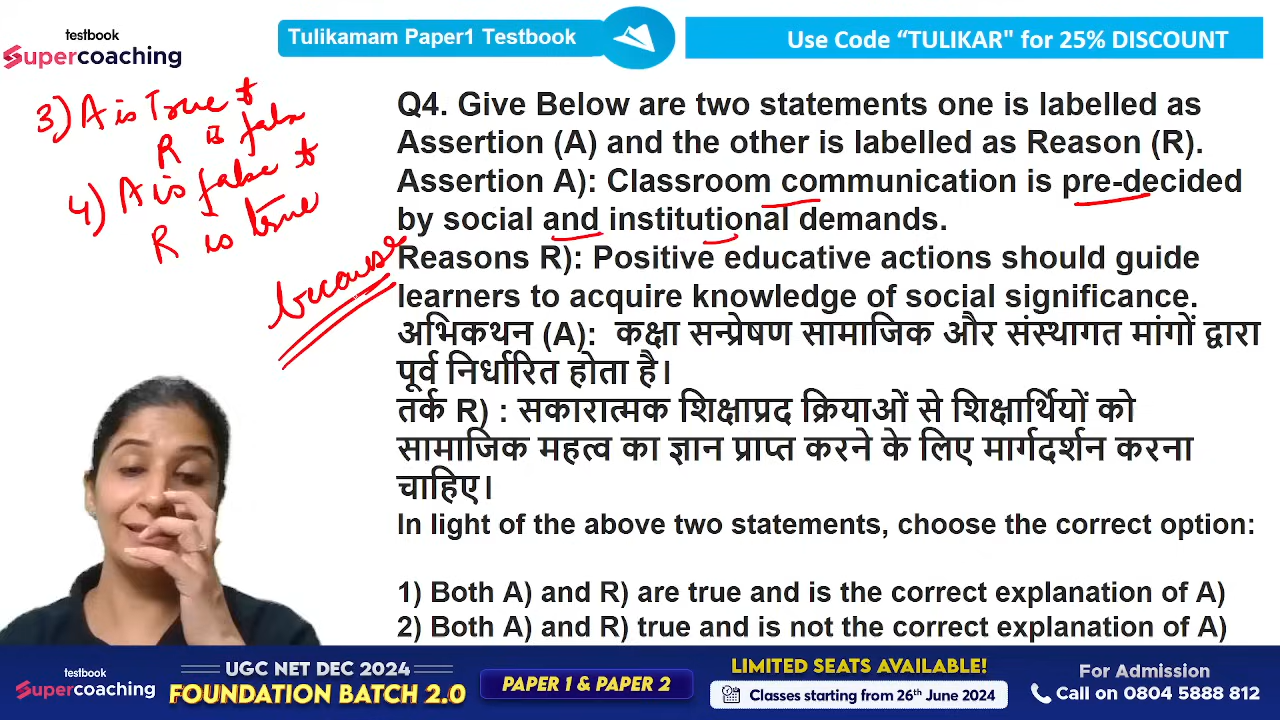 testbook
Supercoaching
Tulikamam Paper1 Testbook
Use Code “TULIKAR" for 25% DISCOUNT
3) A is True &
R is false
4) A is false &
R is true
because
Q4. Give Below are two statements one is labelled as
Assertion (A) and the other is labelled as Reason (R).
Assertion A): Classroom communication is pre-decided
by social and institutional demands.
Reasons R): Positive educative actions should guide
learners to acquire knowledge of social significance.
अभिकथन (A): कक्षा सन्प्रेषण सामाजिक और संस्थागत मांगों द्वारा
पूर्व निर्धारित होता है।
तर्क R) : सकारात्मक शिक्षाप्रद क्रियाओं से शिक्षार्थियों को
सामाजिक महत्व का ज्ञान प्राप्त करने के लिए मार्गदर्शन करना
चाहिए।
In light of the above two statements, choose the correct option:
1) Both A) and R) are true and is the correct explanation of A)
2) Both A) and R) true and is not the correct explanation of A)
testbook
Supercoaching
UGC NET DEC 2024
FOUNDATION BATCH 2.0
PAPER 1 & PAPER 2
LIMITED SEATS AVAILABLE!
Classes starting from 26th June 2024
For Admission
Call on 0804 5888 812